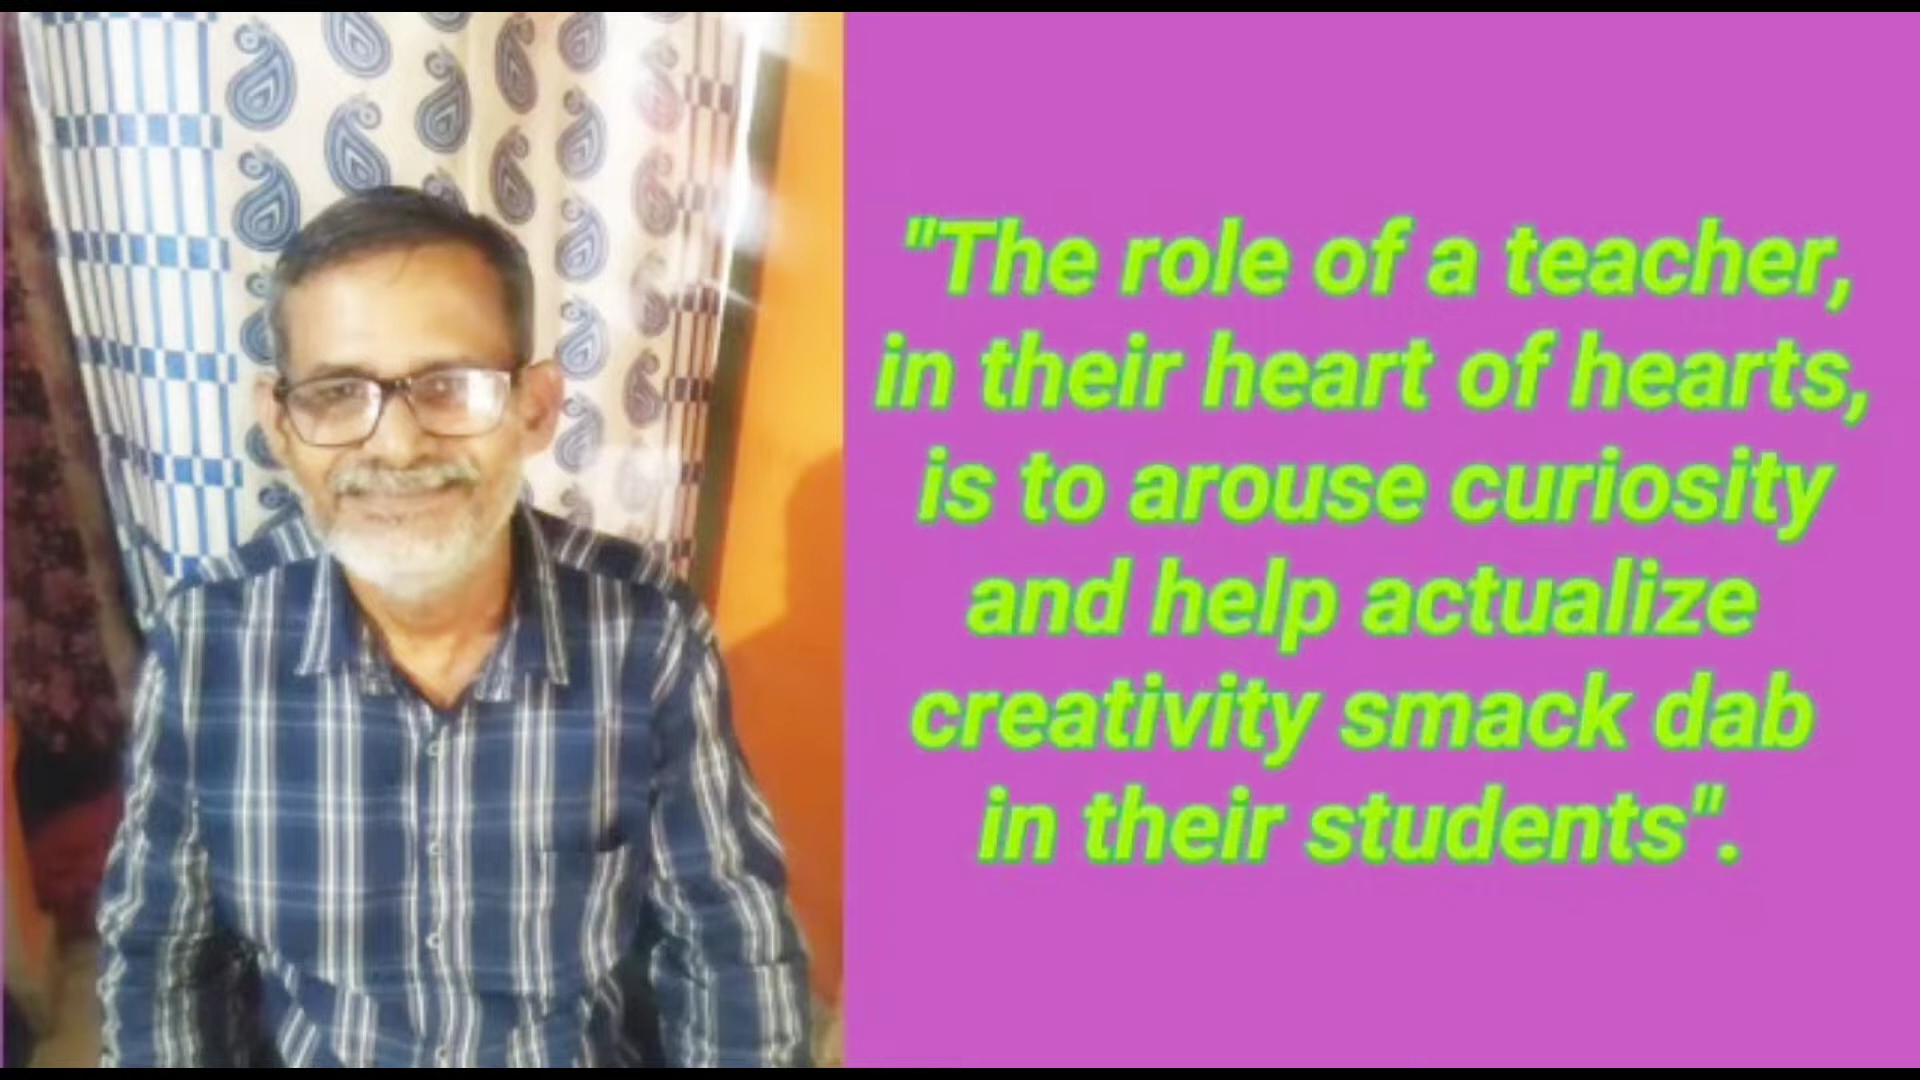 "The role of a teacher,
in their heart of hearts,
is to arouse curiosity
and help actualize
creativity smack dab
in their students".